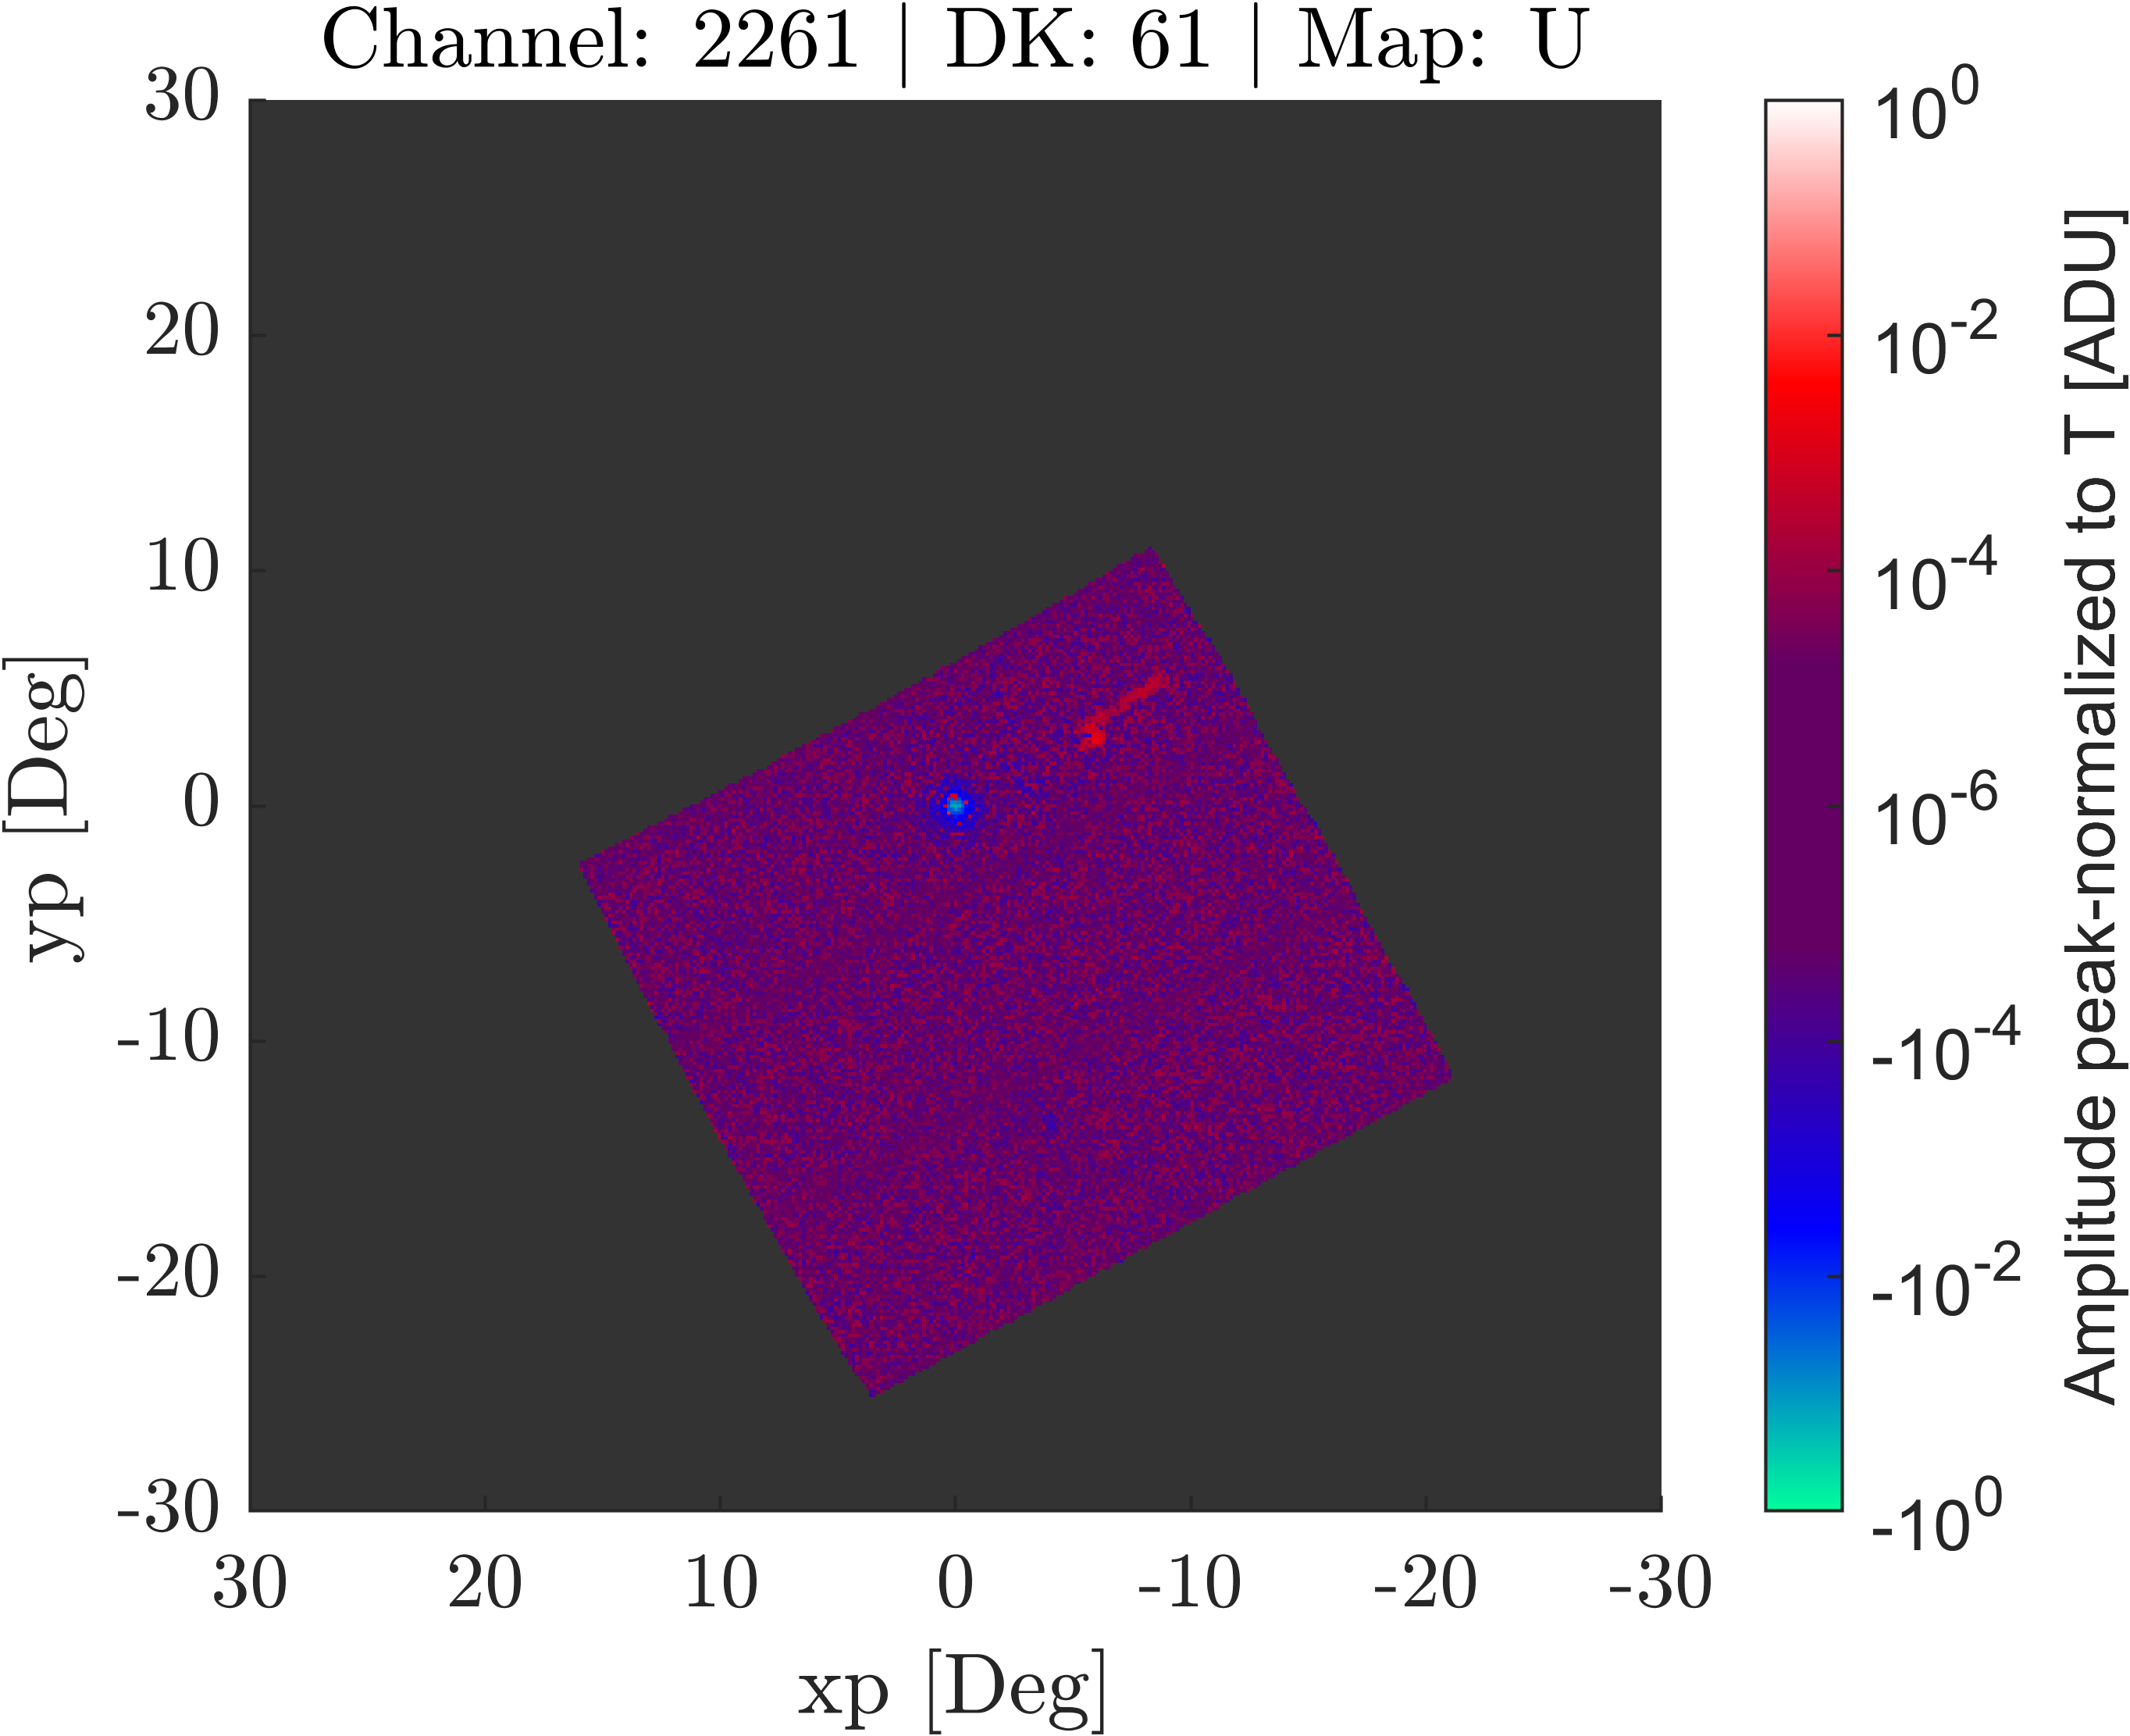 Channel: 2261 | DK: 61 | Map: U
30
20
10
0
-10
-20
-30
yp [Deg]
30 20 10 0 -10 -20 -30
xp [Deg]
10^0
10^-2
10^-4
10^-6
-10^-4
-10^-2
-10^0
Amplitude peak-normalized to T [ADU]